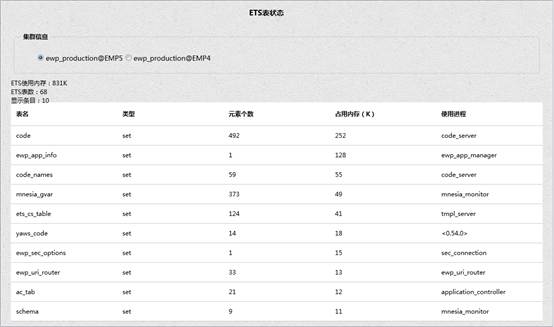 ETS表状态
集群信息
ewp_production@EMP5 ewp_production@EMP4
ETS使用内存：831K
ETS表数：68
显示条目：10
表名 类型 元素个数 占用内存（K） 使用进程
code set 492 252 code_server
ewp_app_info set 1 128 ewp_app_manager
code_names set 59 55 code_server
mnesia_gvar set 373 49 mnesia_monitor
ets_cs_table set 124 41 tmpl_server
yaws_code set 14 18 <0.54.0>
ewp_sec_options set 1 15 sec_connection
ewp_uri_router set 33 13 ewp_uri_router
ac_tab set 21 12 application_controller
schema set 9 11 mnesia_monitor